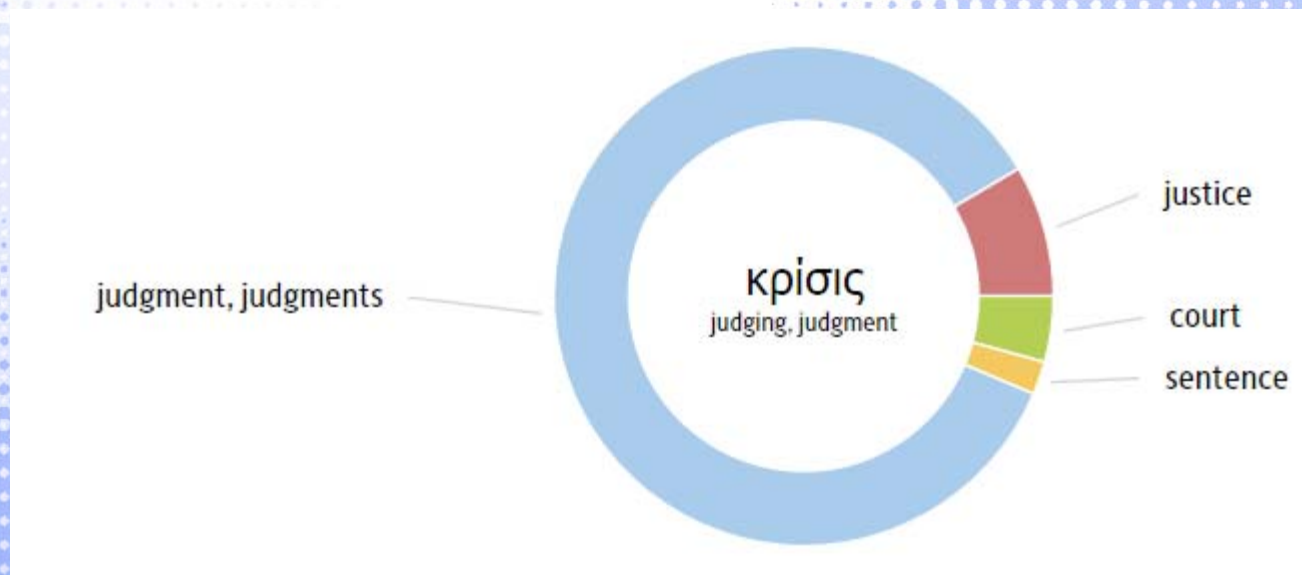 justice
κρίσις
judging, judgment
judgment, judgments
court
sentence